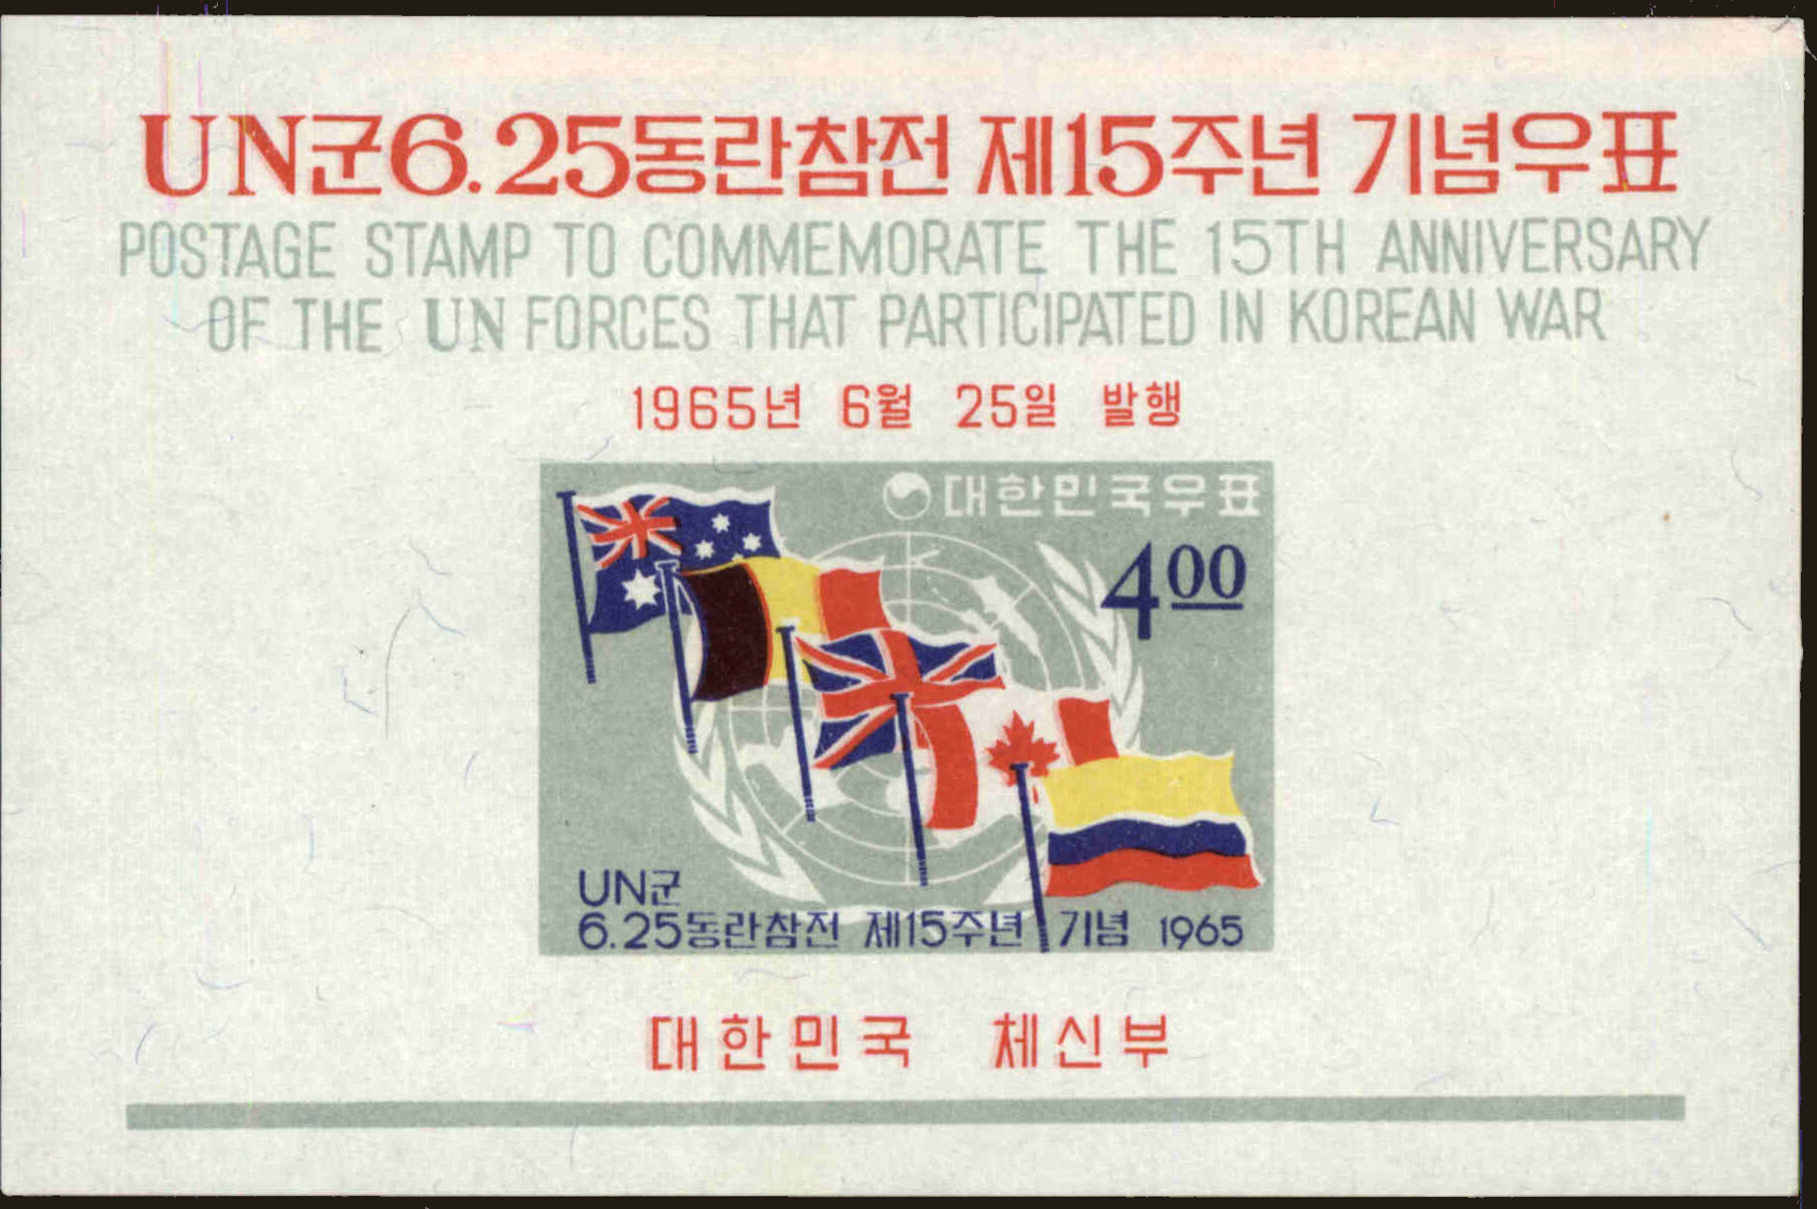 UN군6.25동란참전 제15주년 기념우표
POSTAGE STAMP TO COMMEMORATE THE 15TH ANNIVERSARY
OF THE UN FORCES THAT PARTICIPATED IN KOREAN WAR
1965년 6월 25일 발행
대한민국우표
400
UN군
6.25동란참전 제15주년 기념 1965
대한민국 체신부